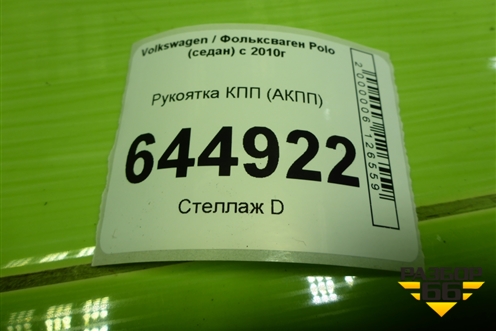 Volkswagen / Фольксваген Polo
(седан) с 2010г
Рукоятка КПП (АКПП)
644922
Стеллаж D
2000006126559
РАЗБОР
66